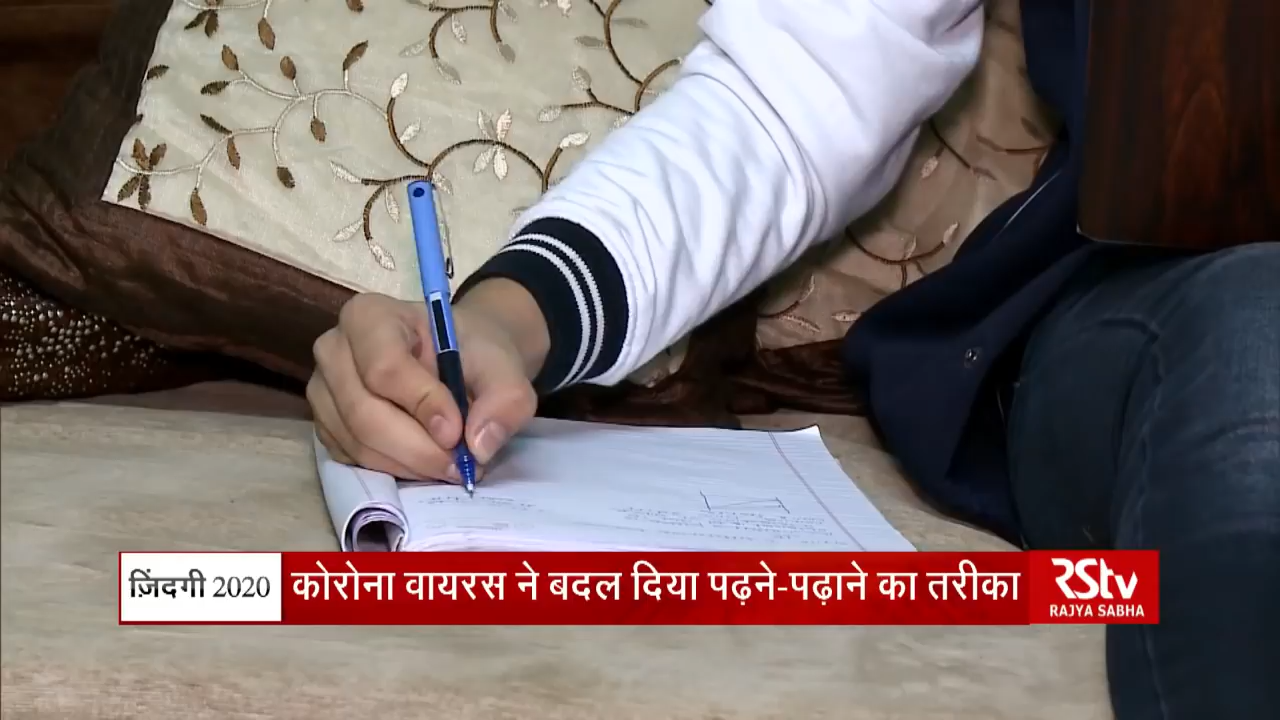 ज़िंदगी 2020 कोरोना वायरस ने बदल दिया पढ़ने-पढ़ाने का तरीका RStv
RAJYA SABHA